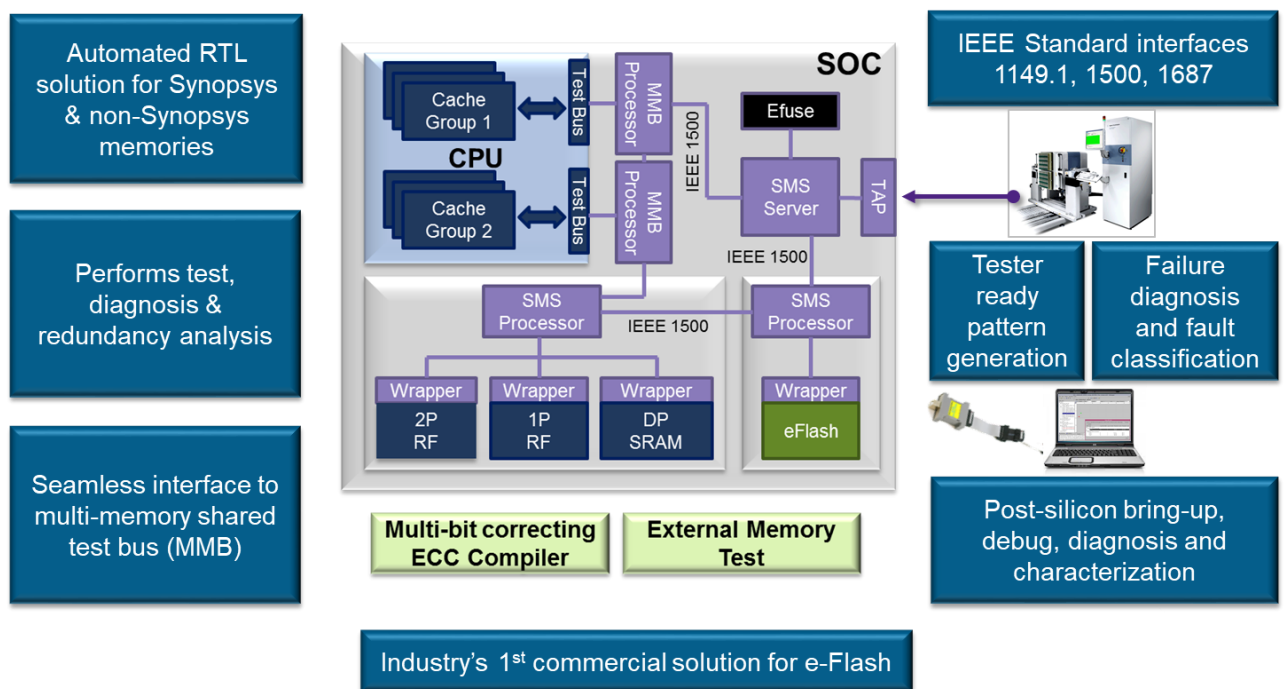 Automated RTL
solution for Synopsys
& non-Synopsys
memories
Performs test,
diagnosis &
redundancy analysis
Seamless interface to
multi-memory shared
test bus (MMB)
SOC
Cache
Group 1
Test Bus
MMB
Processor
CPU
Cache
Group 2
Test Bus
MMB
Processor
IEEE 1500
Efuse
SMS
Server
TAP
IEEE 1500
SMS
Processor
IEEE 1500
SMS
Processor
Wrapper
2P
RF
Wrapper
1P
RF
Wrapper
DP
SRAM
Wrapper
eFlash
Multi-bit correcting
ECC Compiler
External Memory
Test
IEEE Standard interfaces
1149.1, 1500, 1687
Tester
ready
pattern
generation
Failure
diagnosis
and fault
classification
Post-silicon bring-up,
debug, diagnosis and
characterization
Industry's 1st commercial solution for e-Flash